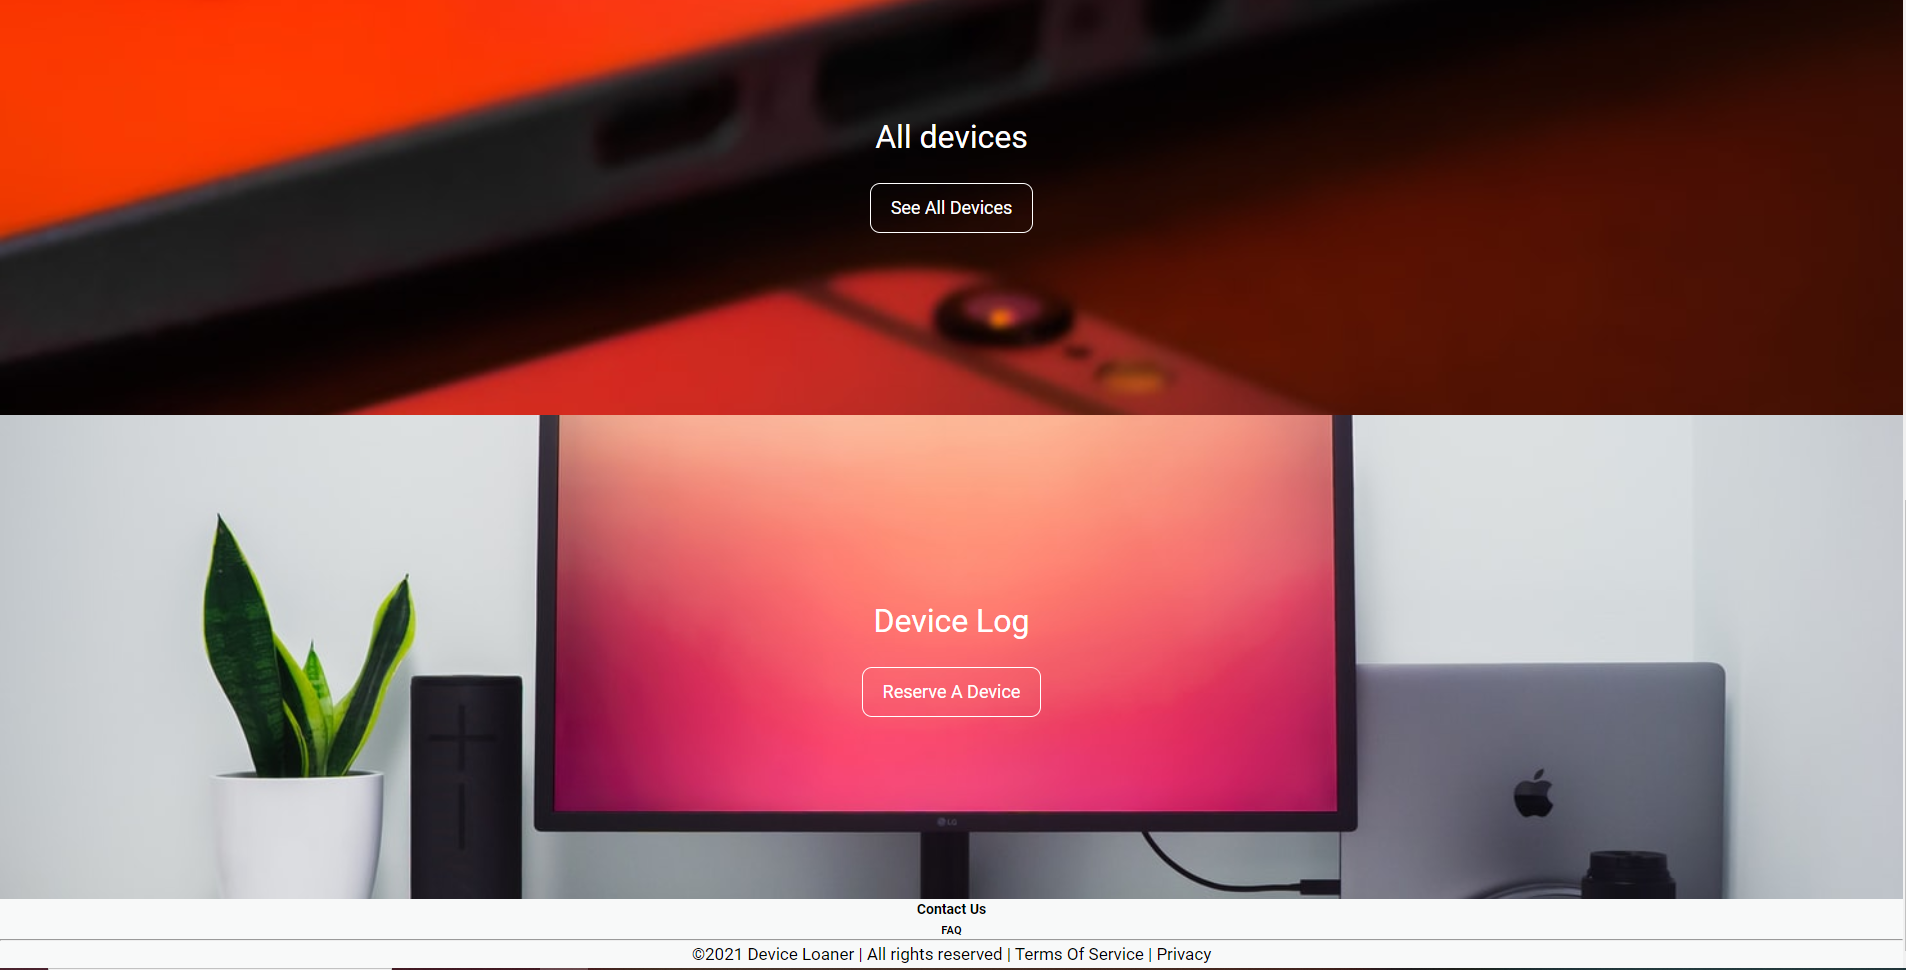 All devices
See All Devices
Device Log
Reserve A Device
LG
Contact Us
FAQ
©2021 Device Loaner | All rights reserved | Terms Of Service | Privacy